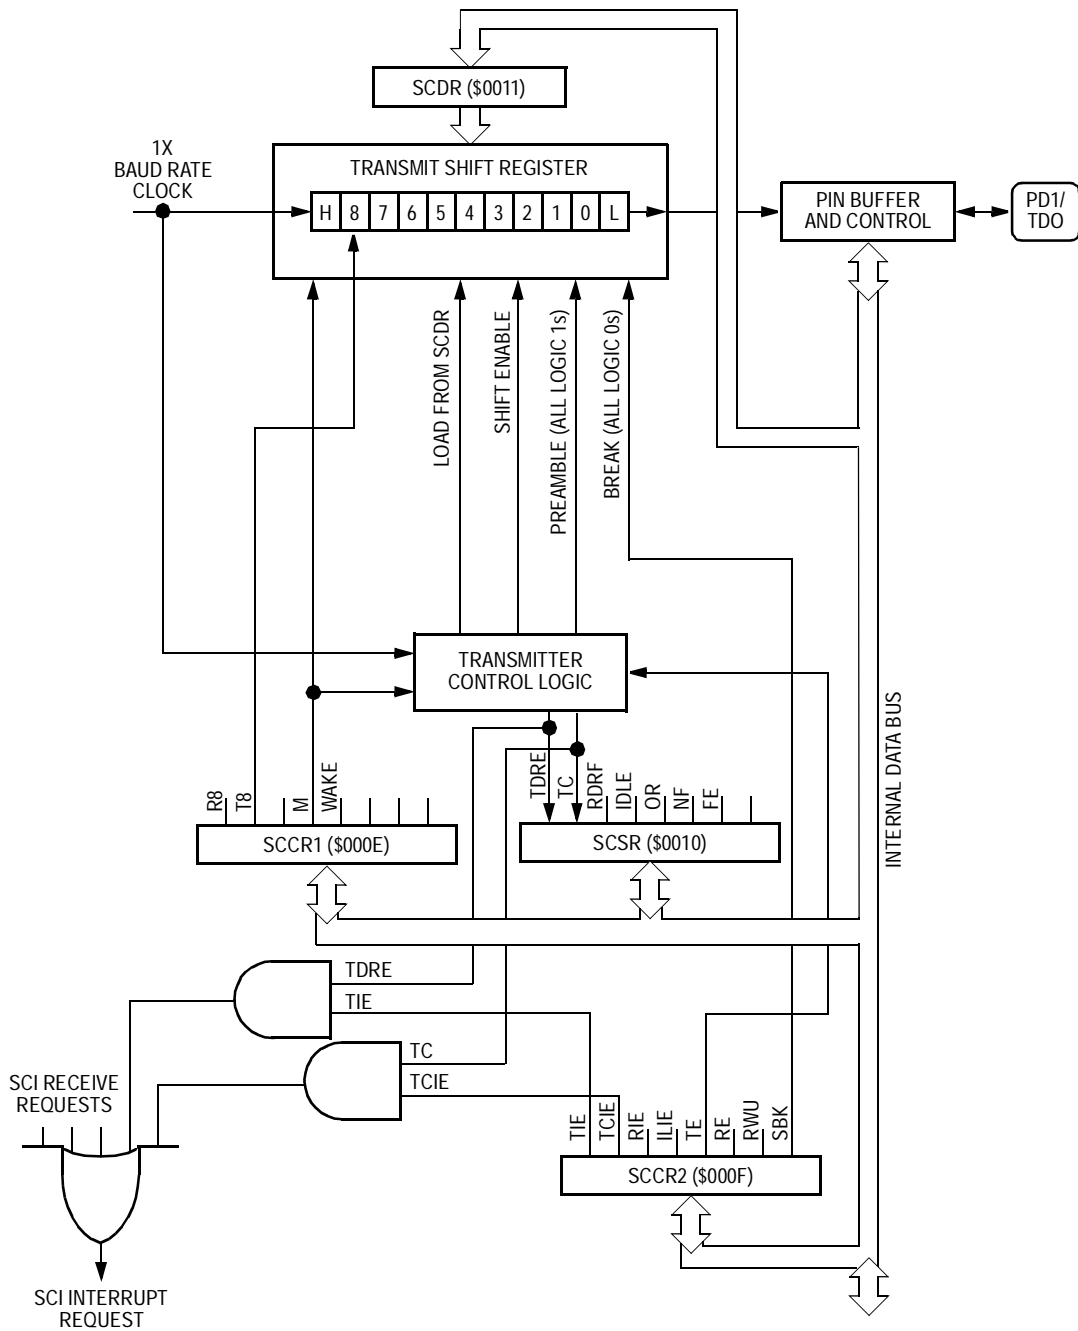 SCDR ($0011)
1X
BAUD RATE
CLOCK
TRANSMIT SHIFT REGISTER
H 8 7 6 5 4 3 2 1 0 L
PIN BUFFER
AND CONTROL
PD1/
TDO
LOAD FROM SCDR
SHIFT ENABLE
PREAMBLE (ALL LOGIC 1s)
BREAK (ALL LOGIC 0s)
TRANSMITTER
CONTROL LOGIC
INTERNAL DATA BUS
R8
T8
M
WAKE
SCCR1 ($000E)
TDRE
TC
RDRF
IDLE
OR
NF
FE
SCSR ($0010)
TDRE
TIE
TC
TCIE
SCI RECEIVE
REQUESTS
TIE
TCIE
RIE
ILIE
TE
RE
RWU
SBK
SCCR2 ($000F)
SCI INTERRUPT
REQUEST